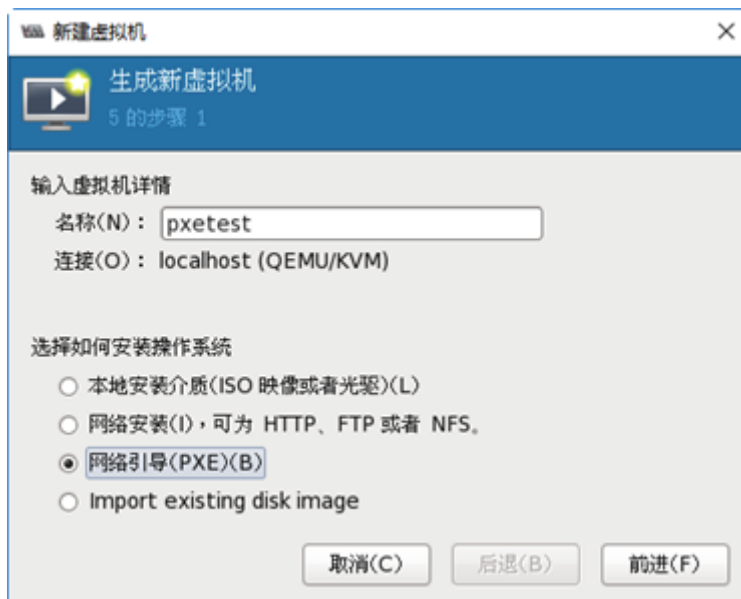 新建虚拟机
生成新虚拟机
5 的步骤 1
输入虚拟机详情
名称(N)： pxetest
连接(O)： localhost (QEMU/KVM)
选择如何安装操作系统
本地安装介质(ISO 映像或者光驱)(L)
网络安装(I)，可为 HTTP、FTP 或者 NFS。
网络引导(PXE)(B)
Import existing disk image
取消(C) 后退(B) 前进(F)